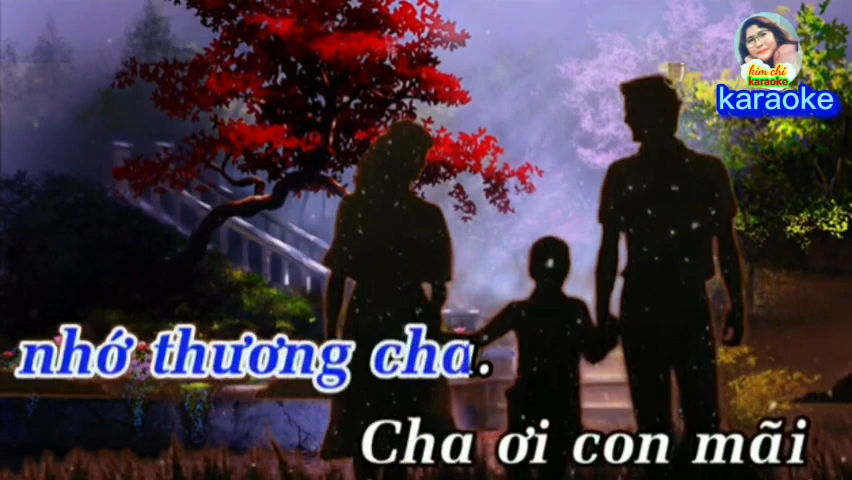 kim chi
karaoke
karaoke
nhớ thương cha.
Cha ơi con mãi